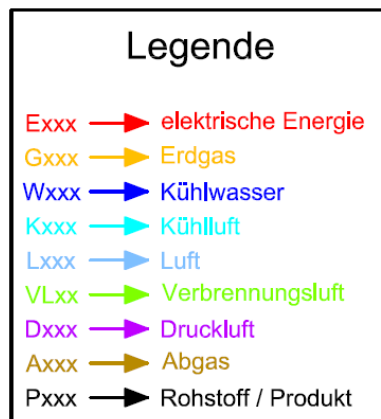 Legende
Exxx elektrische Energie
Gxxx Erdgas
Wxxx Kühlwasser
Kxxx Kühlluft
Lxxx Luft
VLxx Verbrennungsluft
Dxxx Druckluft
Axxx Abgas
Pxxx Rohstoff / Produkt